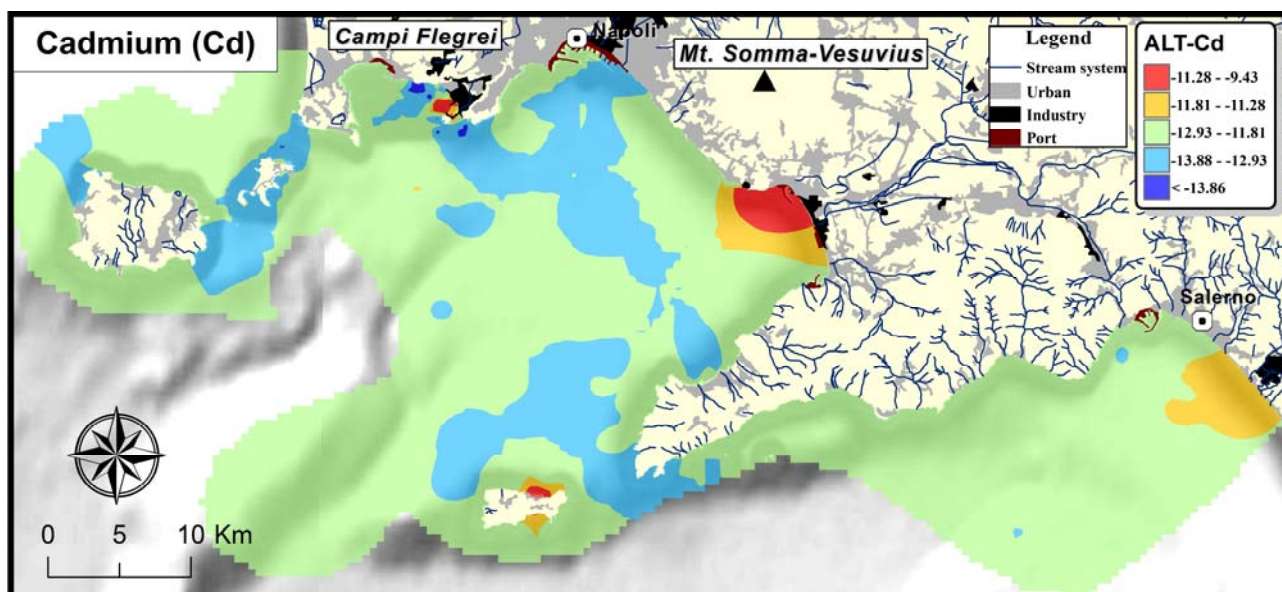 Cadmium (Cd)
Campi Flegrei
Napoli
Mt. Somma-Vesuvius
Legend
Stream system
Urban
Industry
Port
ALT-Cd
-11.28 - -9.43
-11.81 - -11.28
-12.93 - -11.81
-13.88 - -12.93
< -13.86
Salerno
0 5 10 Km